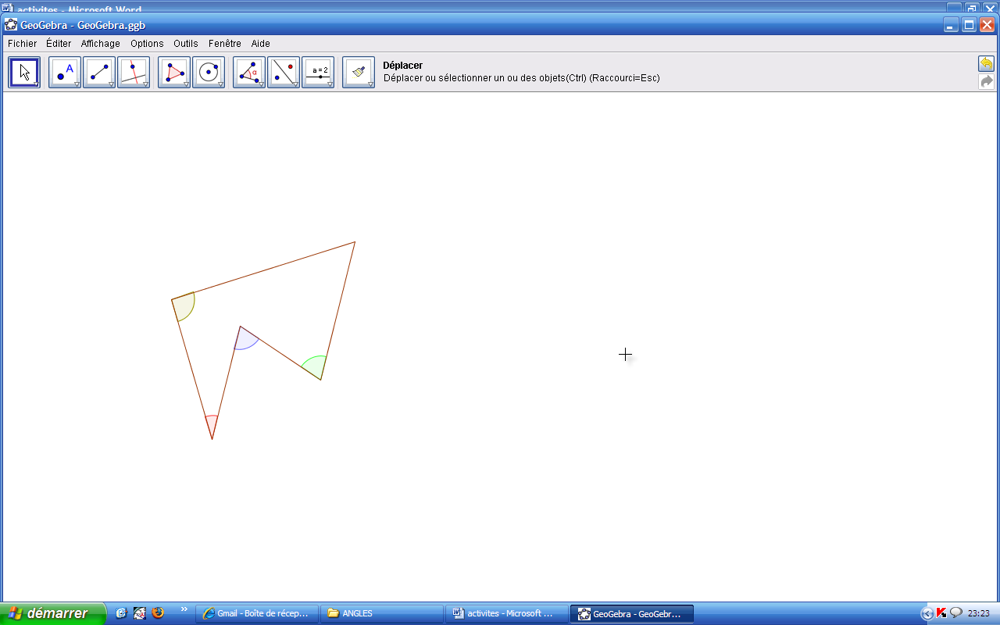 activites - Microsoft Word
GeoGebra - GeoGebra.ggb
Fichier Éditer Affichage Options Outils Fenêtre Aide
A
α
a = 2
Déplacer
Déplacer ou sélectionner un ou des objets(Ctrl) (Raccourci=Esc)
démarrer
»
Gmail - Boîte de récep...
ANGLES
activites - Microsoft ...
GeoGebra - GeoGebr...
23:23